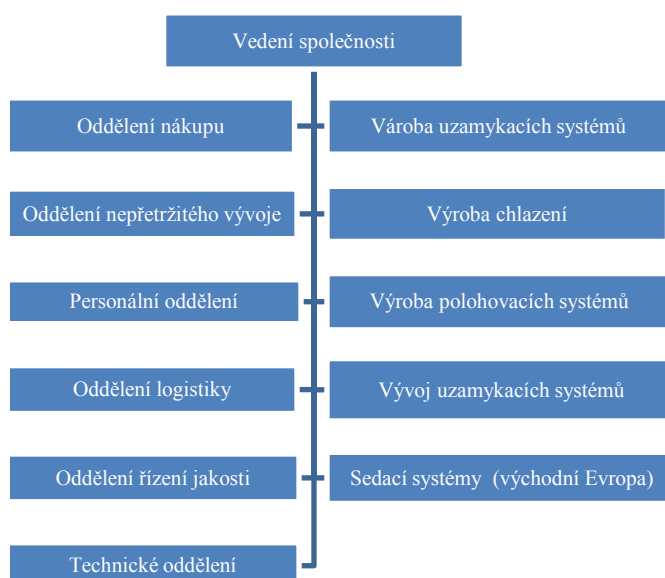 Vedení společnosti
Oddělení nákupu
Vároba uzamykacích systémů
Oddělení nepřetržitého vývoje
Výroba chlazení
Personální oddělení
Výroba polohovacích systémů
Oddělení logistiky
Vývoj uzamykacích systémů
Oddělení řízení jakosti
Sedací systémy (východní Evropa)
Technické oddělení